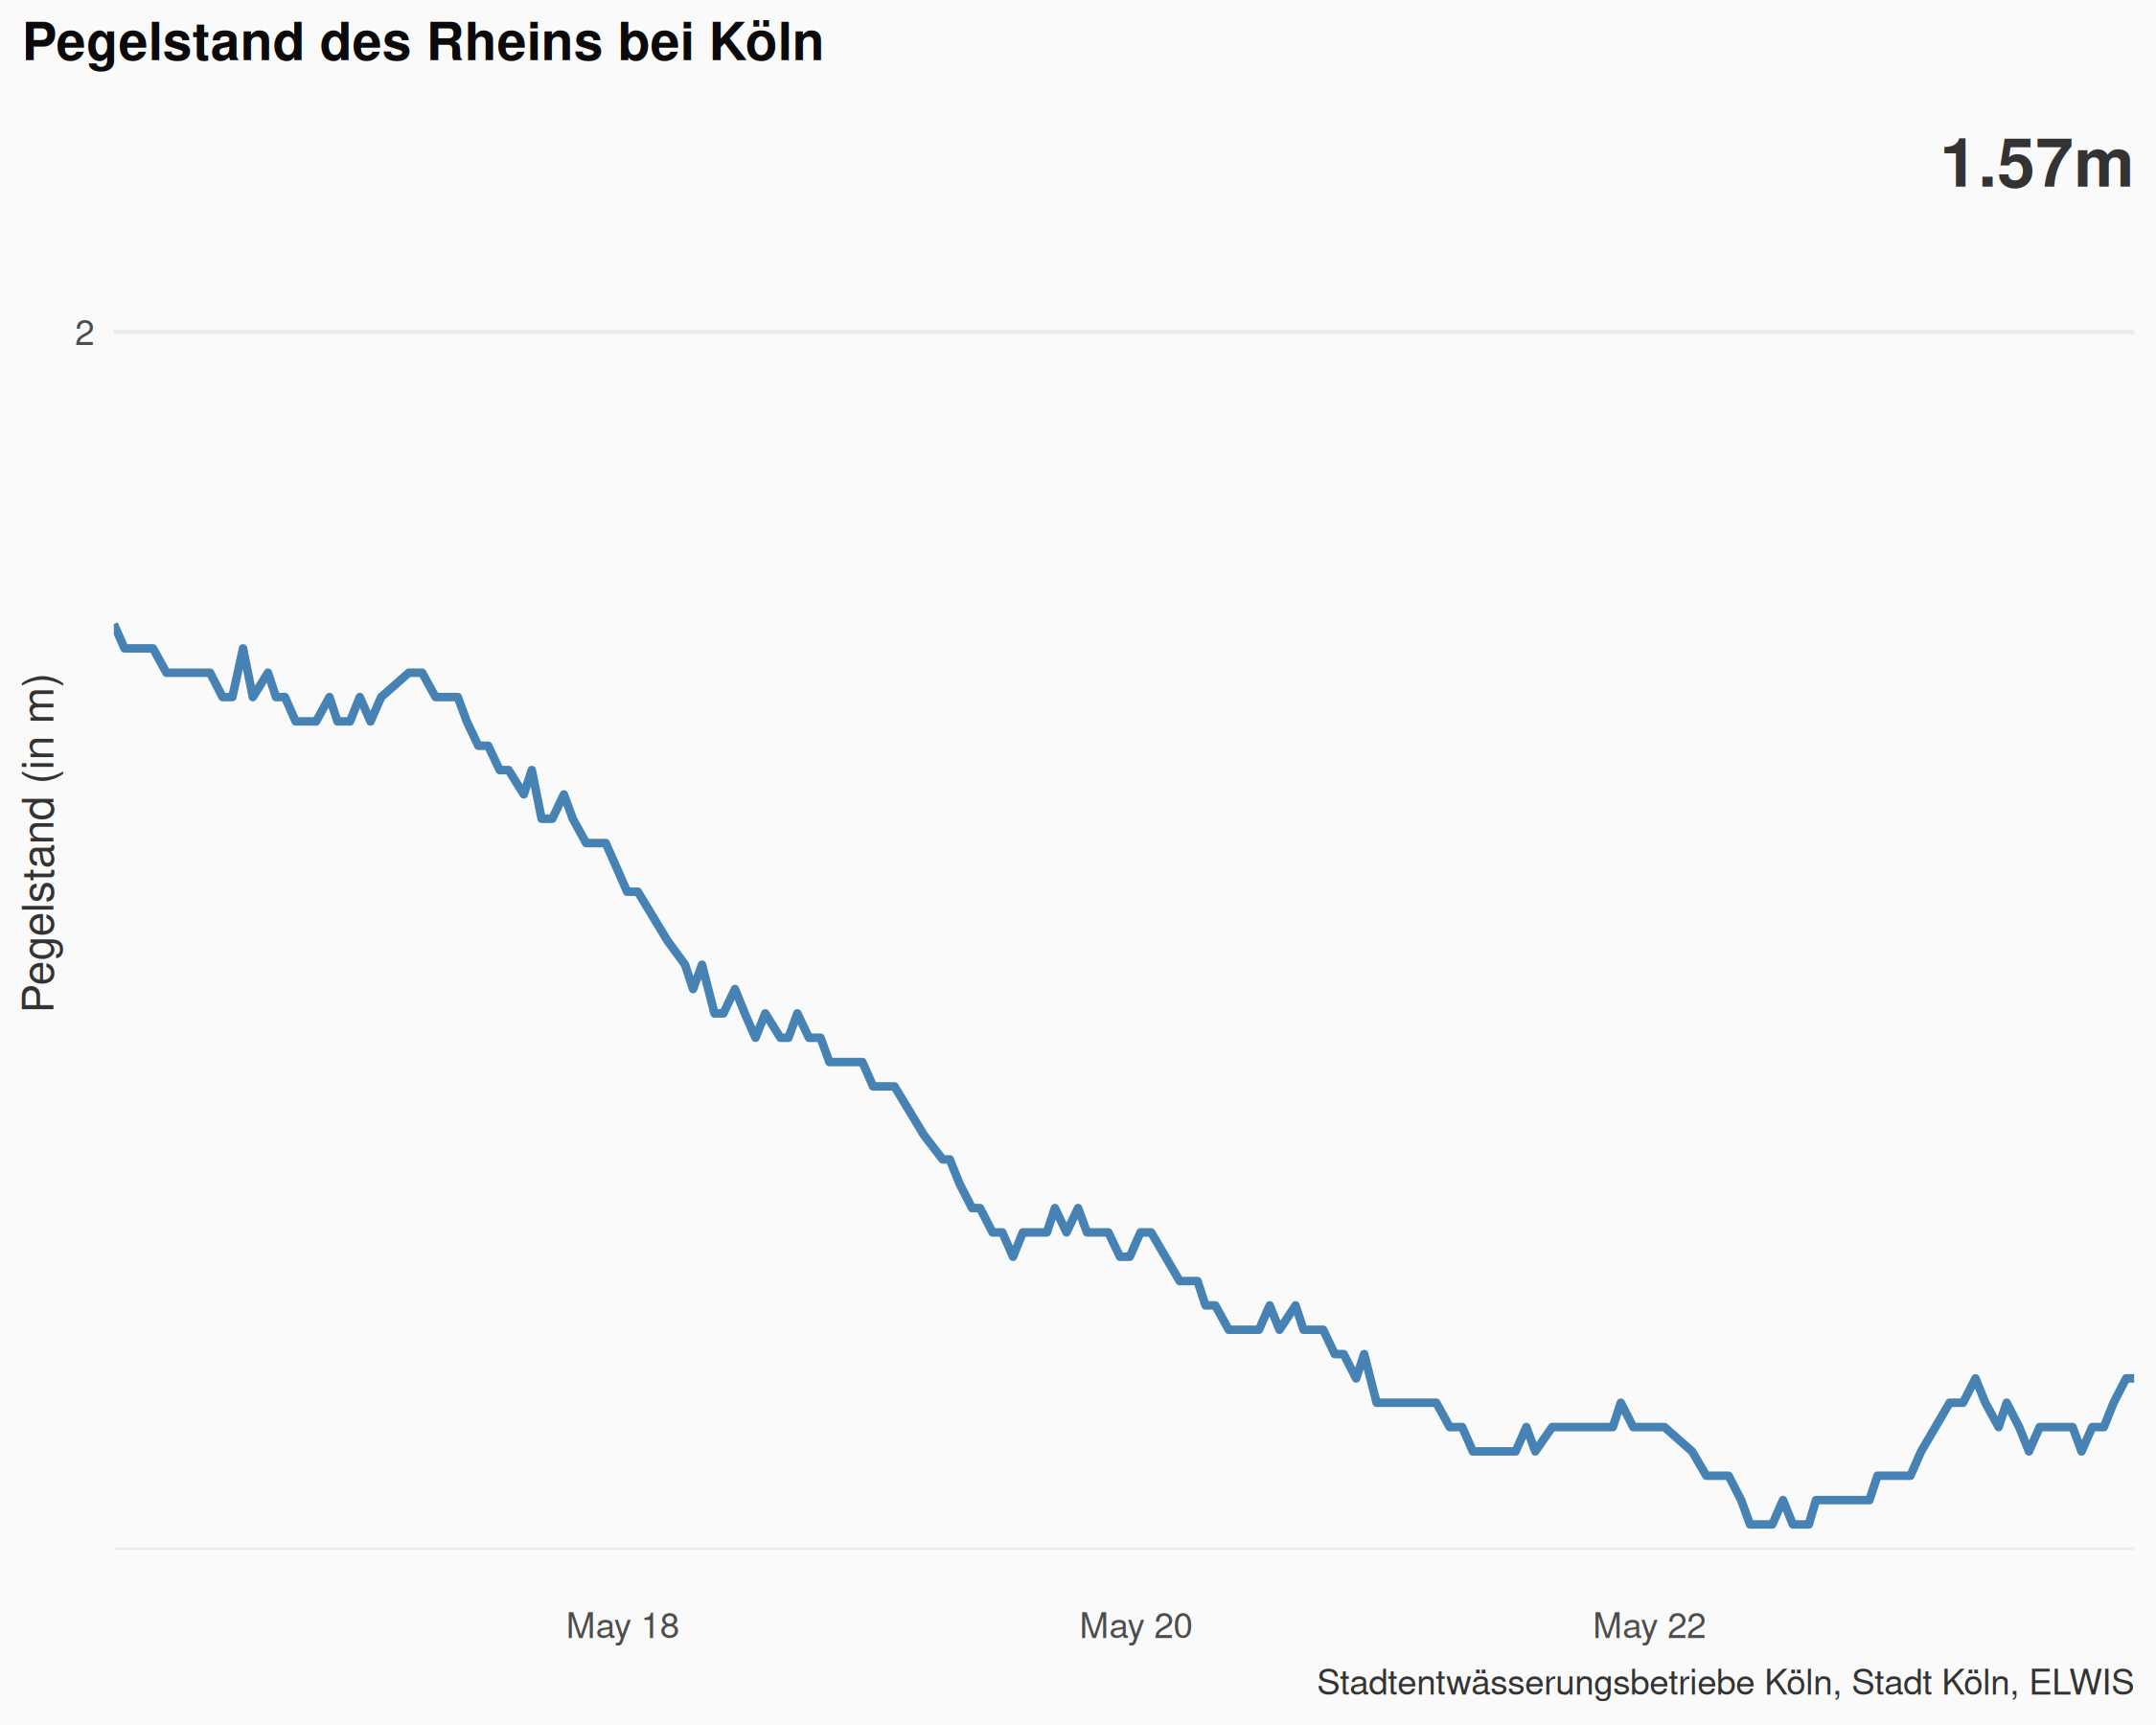 Pegelstand des Rheins bei Köln
1.57m
2
Pegelstand (in m)
May 18
May 20
May 22
Stadtentwässerungsbetriebe Köln, Stadt Köln, ELWIS